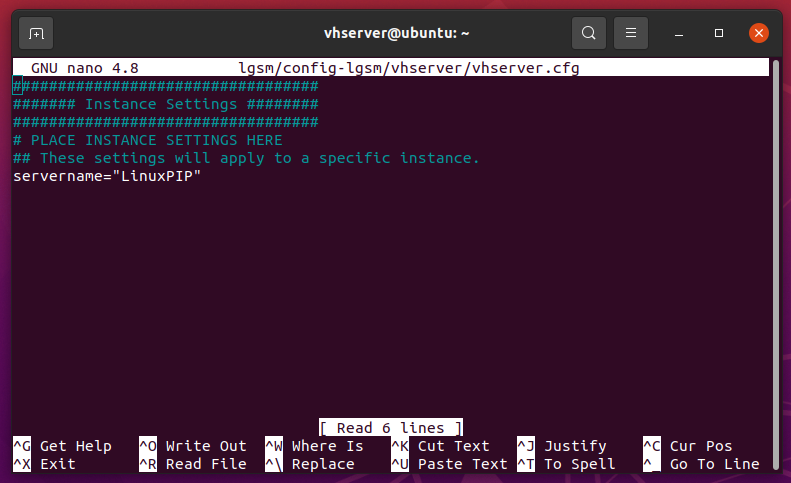 vhserver@ubuntu: ~
GNU nano 4.8 lgsm/config-lgsm/vhserver/vhserver.cfg
##################################
####### Instance Settings ########
##################################
# PLACE INSTANCE SETTINGS HERE
## These settings will apply to a specific instance.
servername="LinuxPIP"
[ Read 6 lines ]
^G Get Help ^O Write Out ^W Where Is ^K Cut Text ^J Justify ^C Cur Pos
^X Exit ^R Read File ^\ Replace ^U Paste Text ^T To Spell ^_ Go To Line